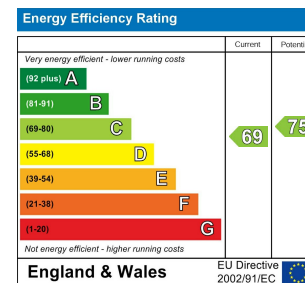 Energy Efficiency Rating
Current
Potenti
Very energy efficient - lower running costs
(92 plus) A
(81-91) B
(69-80) C
(55-68) D
(39-54) E
(21-38) F
(1-20) G
69
75
Not energy efficient - higher running costs
England & Wales
EU Directive
2002/91/EC